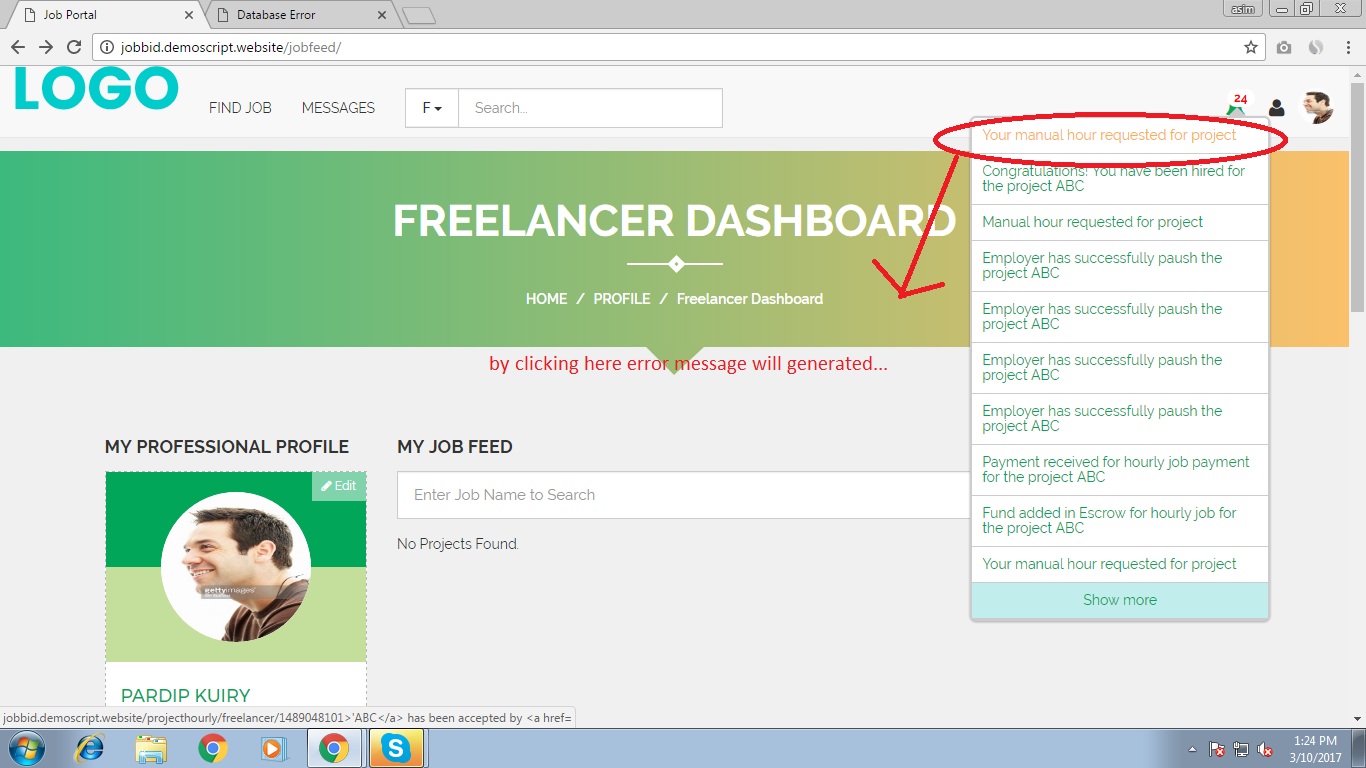 Job Portal
Database Error
asim
jobbid.demoscript.website/jobfeed/
LOGO
FIND JOB
MESSAGES
F
Search...
24
Your manual hour requested for project
Congratulations! You have been hired for
the project ABC
Manual hour requested for project
Employer has successfully paush the
project ABC
Employer has successfully paush the
project ABC
Employer has successfully paush the
project ABC
Employer has successfully paush the
project ABC
Payment received for hourly job payment
for the project ABC
Fund added in Escrow for hourly job for
the project ABC
Your manual hour requested for project
Show more
FREELANCER DASHBOARD
HOME / PROFILE / Freelancer Dashboard
by clicking here error message will generated...
MY PROFESSIONAL PROFILE
Edit
gettyimages
PARDIP KUIRY
MY JOB FEED
Enter Job Name to Search
No Projects Found.
jobbid.demoscript.website/projecthourly/freelancer/1489048101>'ABC</a> has been accepted by <a href=
1:24 PM
3/10/2017